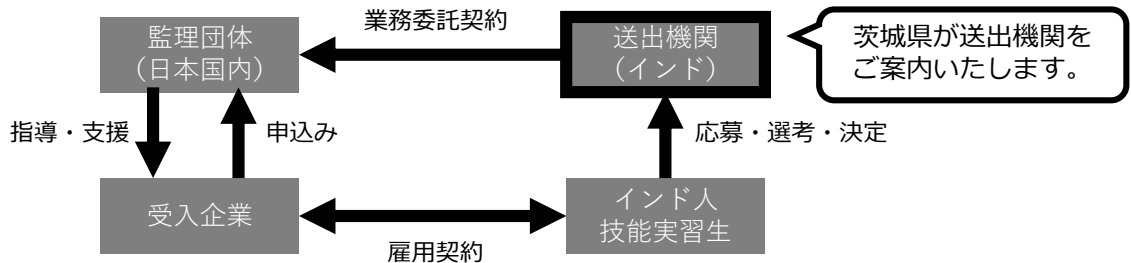 業務委託契約
監理団体
（日本国内）
送出機関
（インド）
茨城県が送出機関を
ご案内いたします。
指導・支援
申込み
応募・選考・決定
受入企業
インド人
技能実習生
雇用契約